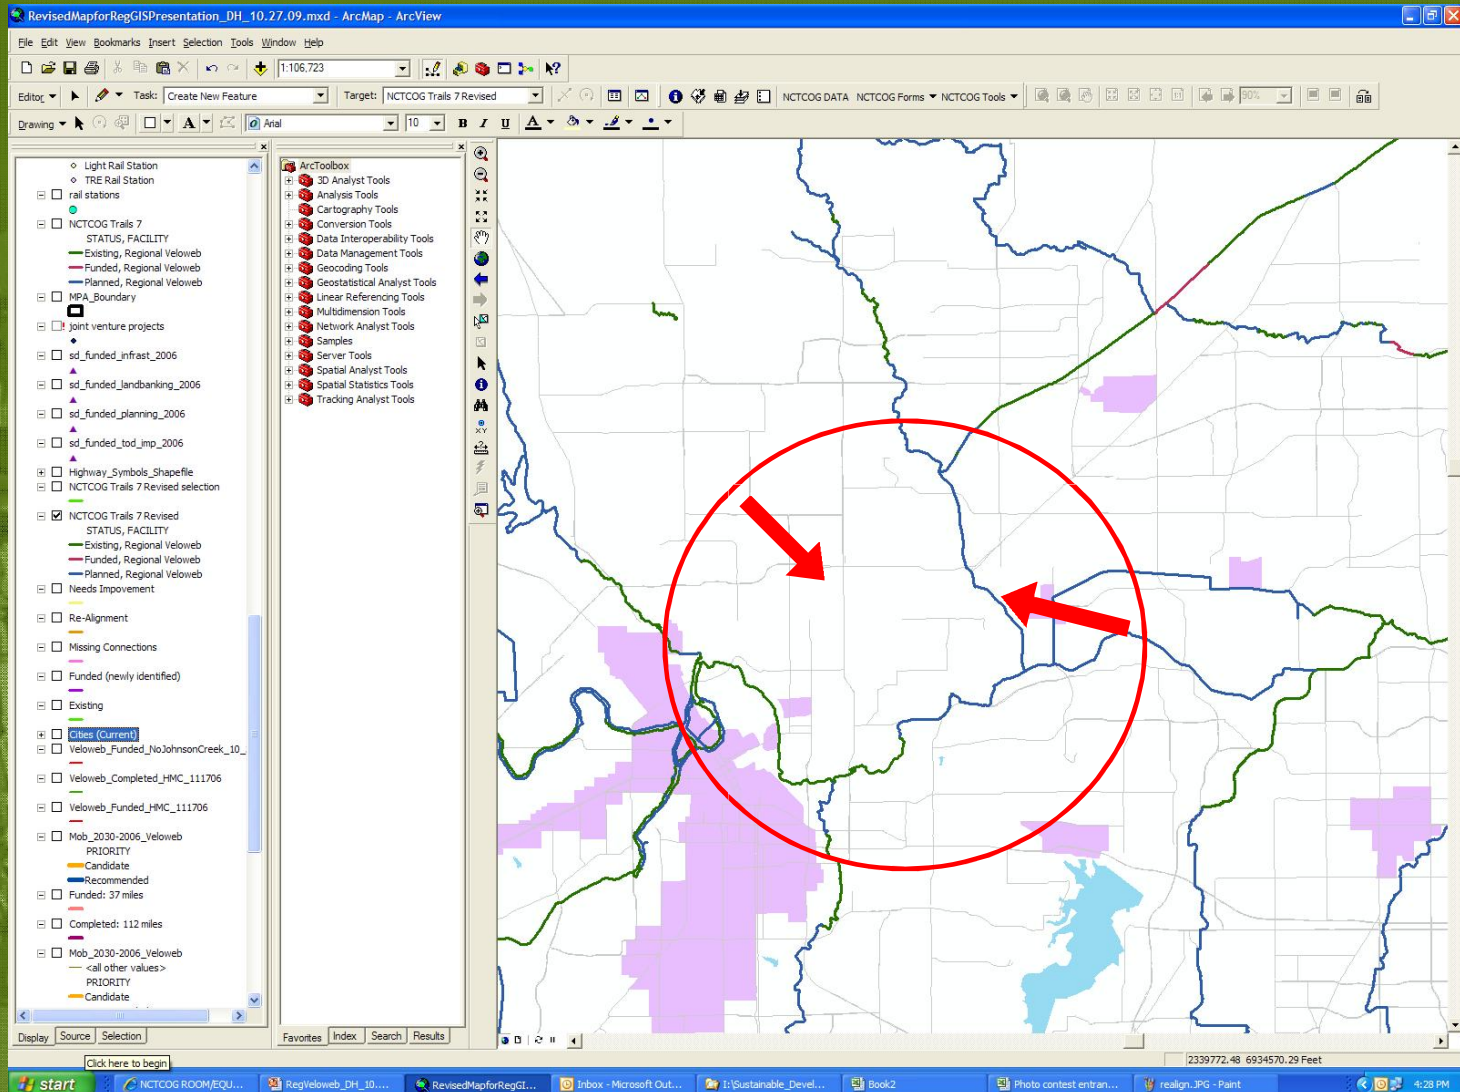 RevisedMapforRegGISPresentation_DH_10.27.09.mxd - ArcMap - ArcView
File Edit View Bookmarks Insert Selection Tools Window Help
1:106,723
Editor Task: Create New Feature Target: NCTCOG Trails 7 Revised NCTCOG DATA NCTCOG Forms NCTCOG Tools 90%
Drawing A Arial 10 B I U A
Light Rail Station
TRE Rail Station
rail stations
NCTCOG Trails 7
STATUS, FACILITY
Existing, Regional Veloweb
Funded, Regional Veloweb
Planned, Regional Veloweb
MPA_Boundary
joint venture projects
sd_funded_infrast_2006
sd_funded_landbanking_2006
sd_funded_planning_2006
sd_funded_tod_imp_2006
Highway_Symbols_Shapefile
NCTCOG Trails 7 Revised selection
NCTCOG Trails 7 Revised
STATUS, FACILITY
Existing, Regional Veloweb
Funded, Regional Veloweb
Planned, Regional Veloweb
Needs Impovement
Re-Alignment
Missing Connections
Funded (newly identified)
Existing
Cities (Current)
Veloweb_Funded_NoJohnsonCreek_10_
Veloweb_Completed_HMC_111706
Veloweb_Funded_HMC_111706
Mob_2030-2006_Veloweb
PRIORITY
Candidate
Recommended
Funded: 37 miles
Completed: 112 miles
Mob_2030-2006_Veloweb
<all other values>
PRIORITY
Candidate
Display Source Selection
ArcToolbox
3D Analyst Tools
Analysis Tools
Cartography Tools
Conversion Tools
Data Interoperability Tools
Data Management Tools
Geocoding Tools
Geostatistical Analyst Tools
Linear Referencing Tools
Multidimension Tools
Network Analyst Tools
Samples
Server Tools
Spatial Analyst Tools
Spatial Statistics Tools
Tracking Analyst Tools
Favorites Index Search Results
XY
Click here to begin
2339772.48 6934570.29 Feet
start NCTCOG ROOM/EQU... RegVeloweb_DH_10.... RevisedMapforRegGI... Inbox - Microsoft Out... I:\Sustainable_Devel... Book2 Photo contest entran... realign.JPG - Paint 4:28 PM